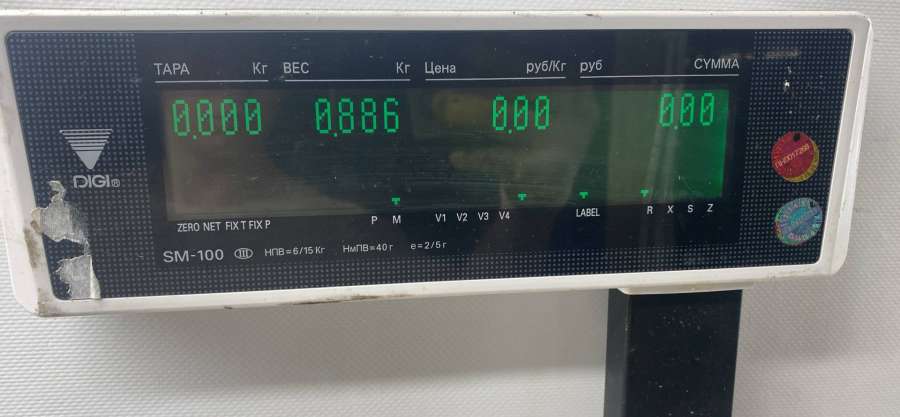 ТАРА Кг ВЕС Кг Цена руб/Кг руб СУММА
0.000 0.886 0.00 0.00
DIGI®
ZERO NET FIX T FIX P P M V1 V2 V3 V4 LABEL R X S Z
SM-100 III НПВ=6/15 Кг НмПВ=40 г e=2/5 г